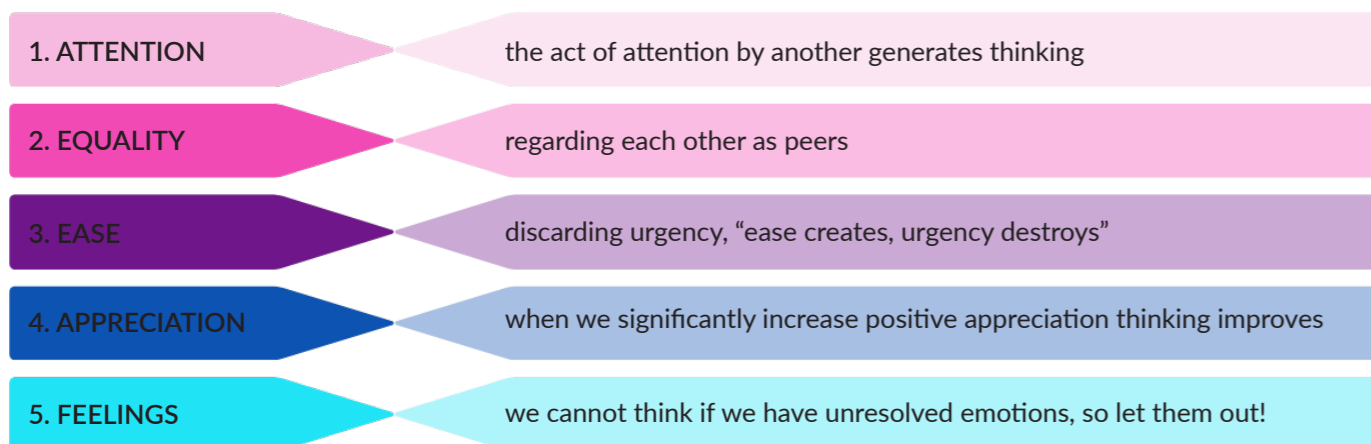 1. ATTENTION
the act of attention by another generates thinking
2. EQUALITY
regarding each other as peers
3. EASE
discarding urgency, “ease creates, urgency destroys”
4. APPRECIATION
when we significantly increase positive appreciation thinking improves
5. FEELINGS
we cannot think if we have unresolved emotions, so let them out!